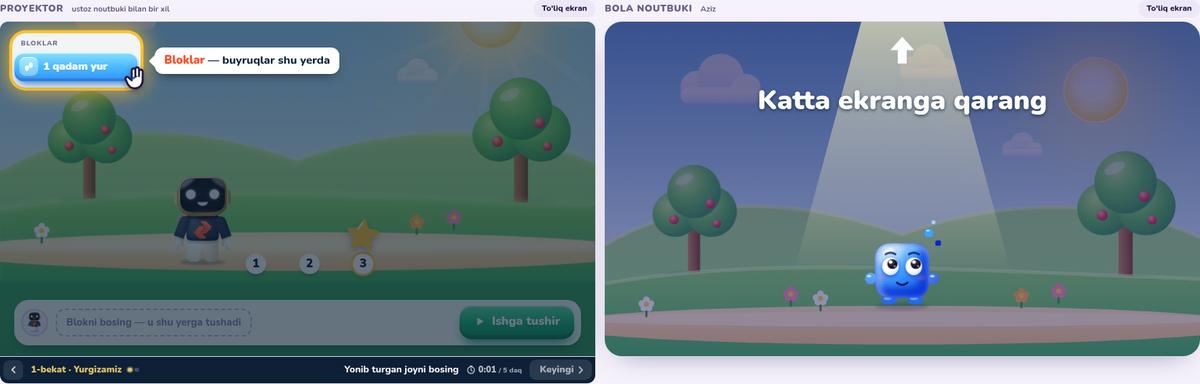 PROYEKTOR ustoz noutbuki bilan bir xil To'liq ekran
BLOKLAR
1 qadam yur
Bloklar — buyruqlar shu yerda
1 2 3
Blokni bosing — u shu yerga tushadi
Ishga tushir
1-bekat · Yurgizamiz Yonib turgan joyni bosing 0:01 / 5 daq Keyingi
BOLA NOUTBUKI Aziz To'liq ekran
Katta ekranga qarang